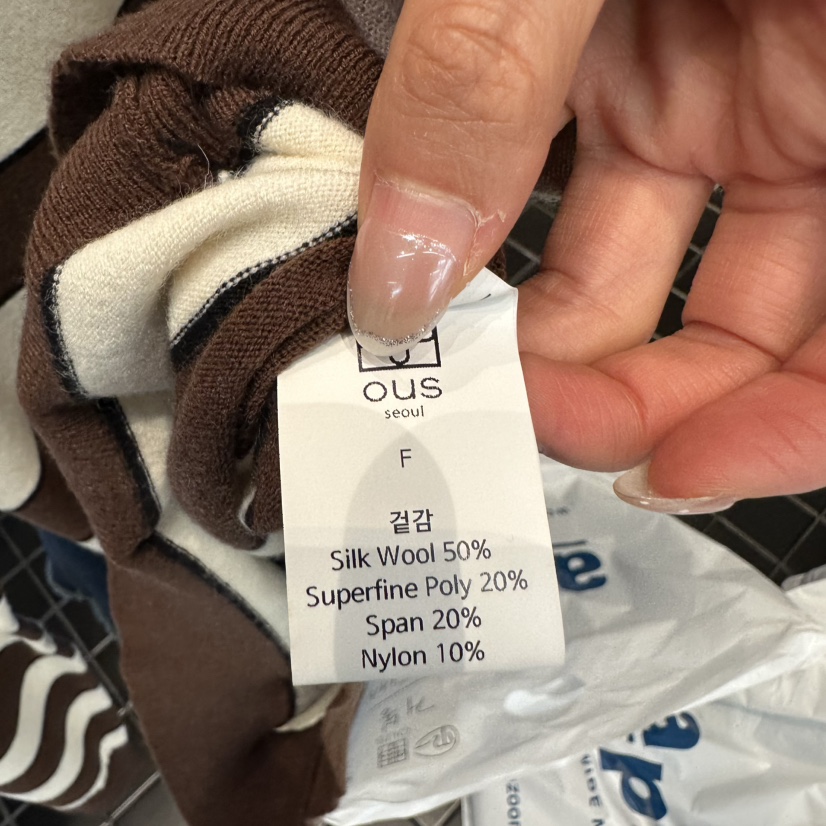 ous
seoul
F
겉감
Silk Wool 50%
Superfine Poly 20%
Span 20%
Nylon 10%